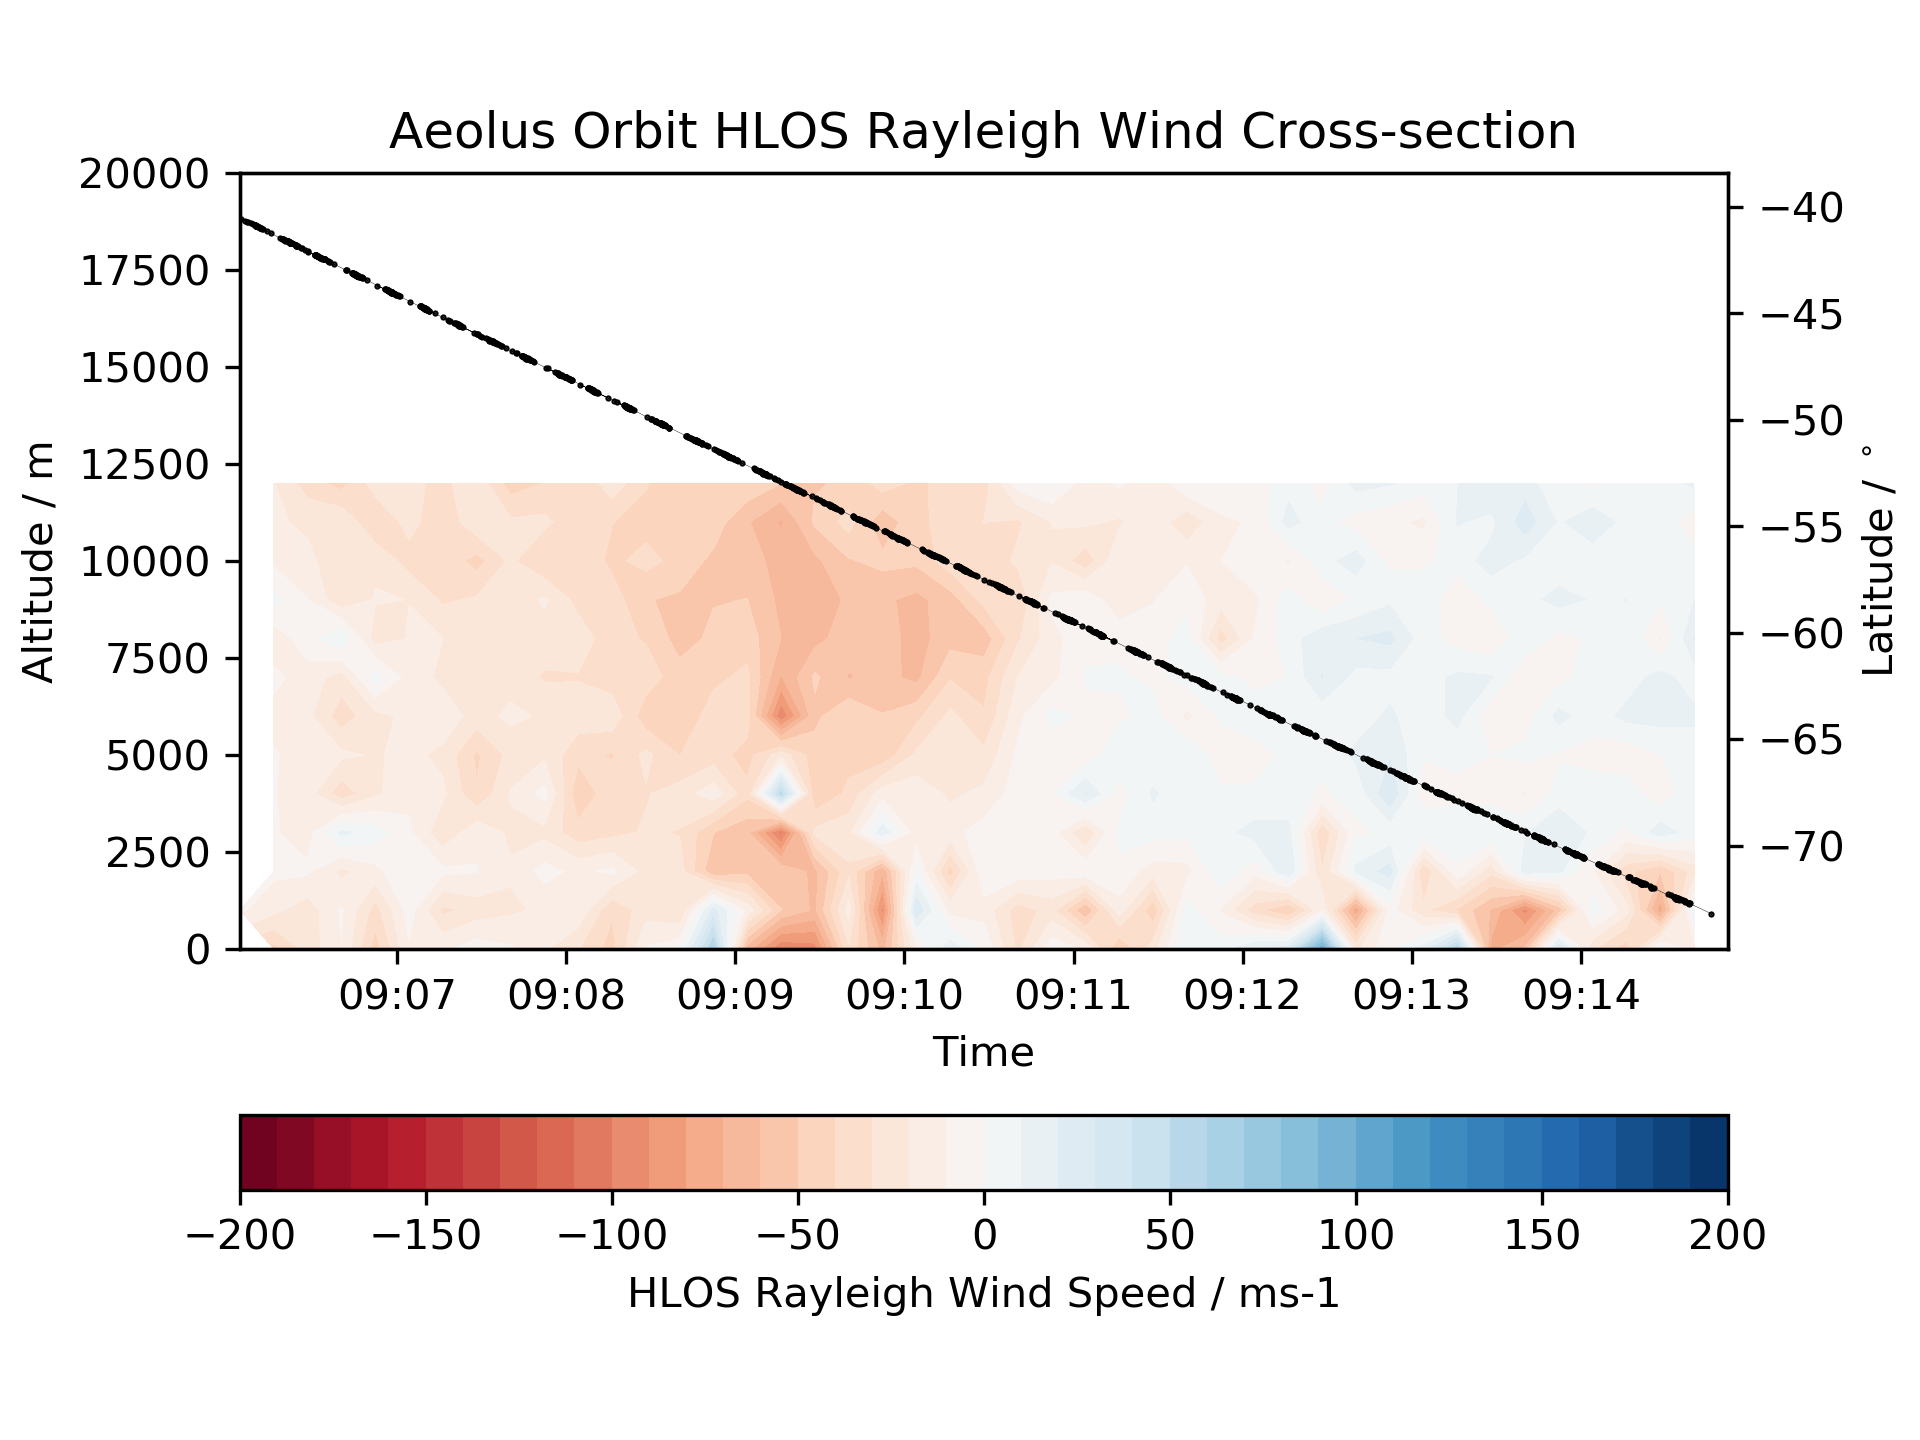 Aeolus Orbit HLOS Rayleigh Wind Cross-section
20000
17500
15000
12500
10000
7500
5000
2500
0
Altitude / m
−40
−45
−50
−55
−60
−65
−70
Latitude / °
09:07 09:08 09:09 09:10 09:11 09:12 09:13 09:14
Time
−200 −150 −100 −50 0 50 100 150 200
HLOS Rayleigh Wind Speed / ms-1